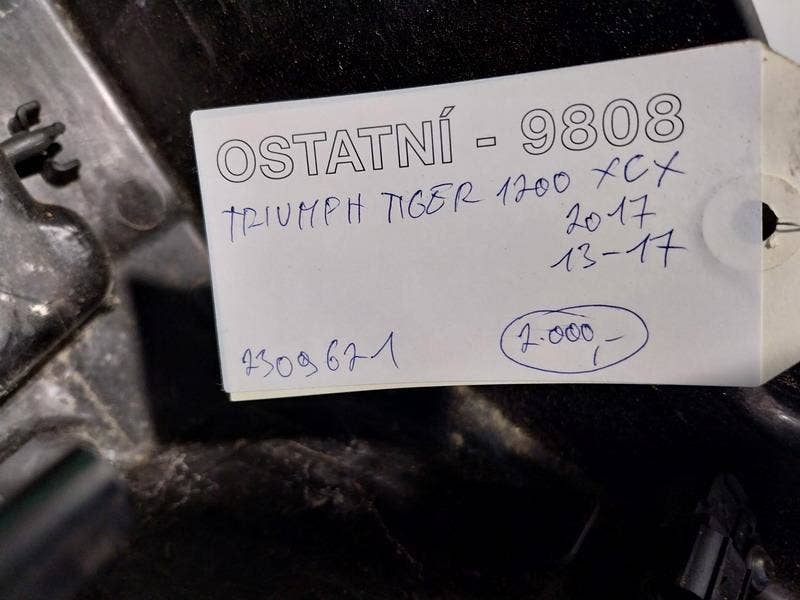 OSTATNÍ - 9808
TRIUMPH TIGER 1200 XCX
2017
13-17
2309621
2.000,-